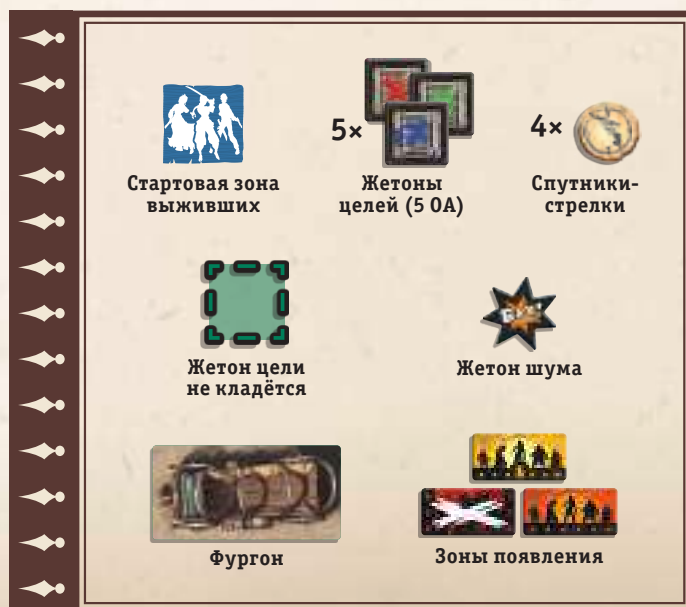 5×
4×
Стартовая зона
выживших
Жетоны
целей (5 ОА)
Спутники-
стрелки
Жетон цели
не кладётся
Жетон шума
Фургон
Зоны появления